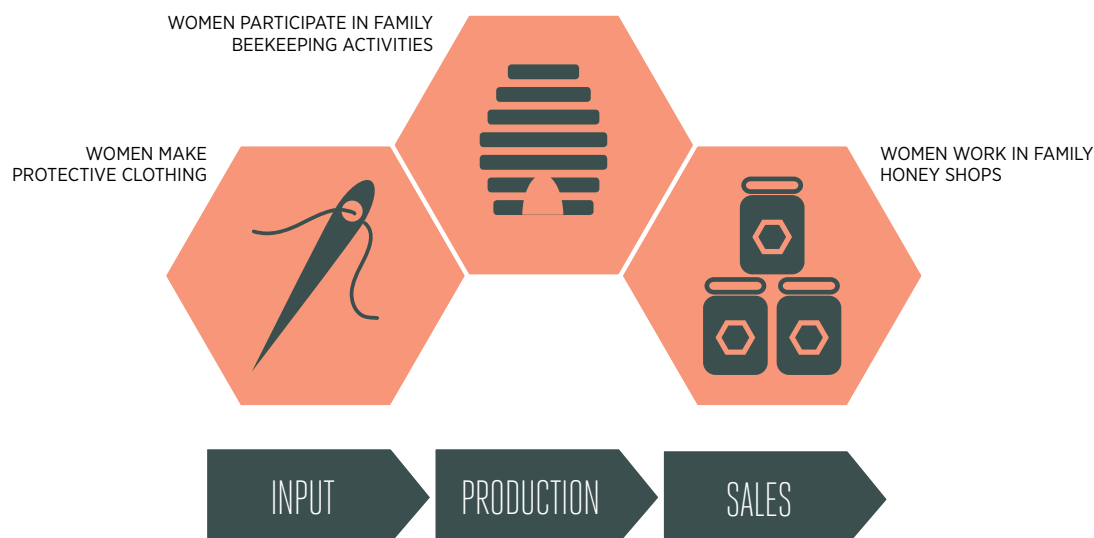 WOMEN PARTICIPATE IN FAMILY
BEEKEEPING ACTIVITIES
WOMEN MAKE
PROTECTIVE CLOTHING
WOMEN WORK IN FAMILY
HONEY SHOPS
INPUT
PRODUCTION
SALES